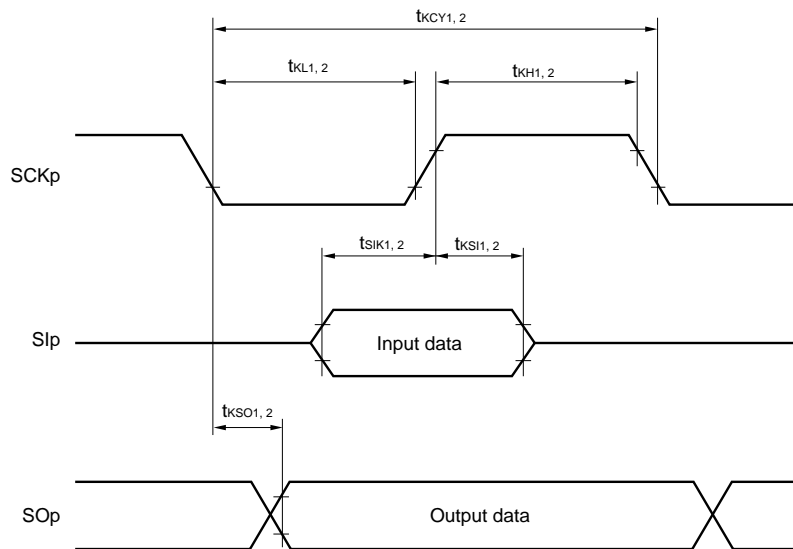 tKCY1, 2
tKL1, 2
tKH1, 2
SCKp
tSIK1, 2
tKSI1, 2
SIp
Input data
tKSO1, 2
SOp
Output data